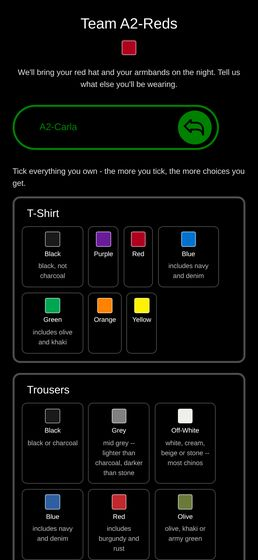 Team A2-Reds
We'll bring your red hat and your armbands on the night. Tell us
what else you'll be wearing.
A2-Carla
Tick everything you own - the more you tick, the more choices you
get.
T-Shirt
Black
black, not
charcoal
Purple
Red
Blue
includes navy
and denim
Green
includes olive
and khaki
Orange
Yellow
Trousers
Black
black or charcoal
Grey
mid grey --
lighter than
charcoal, darker
than stone
Off-White
white, cream,
beige or stone --
most chinos
Blue
includes navy
and denim
Red
includes
burgundy and
rust
Olive
olive, khaki or
army green